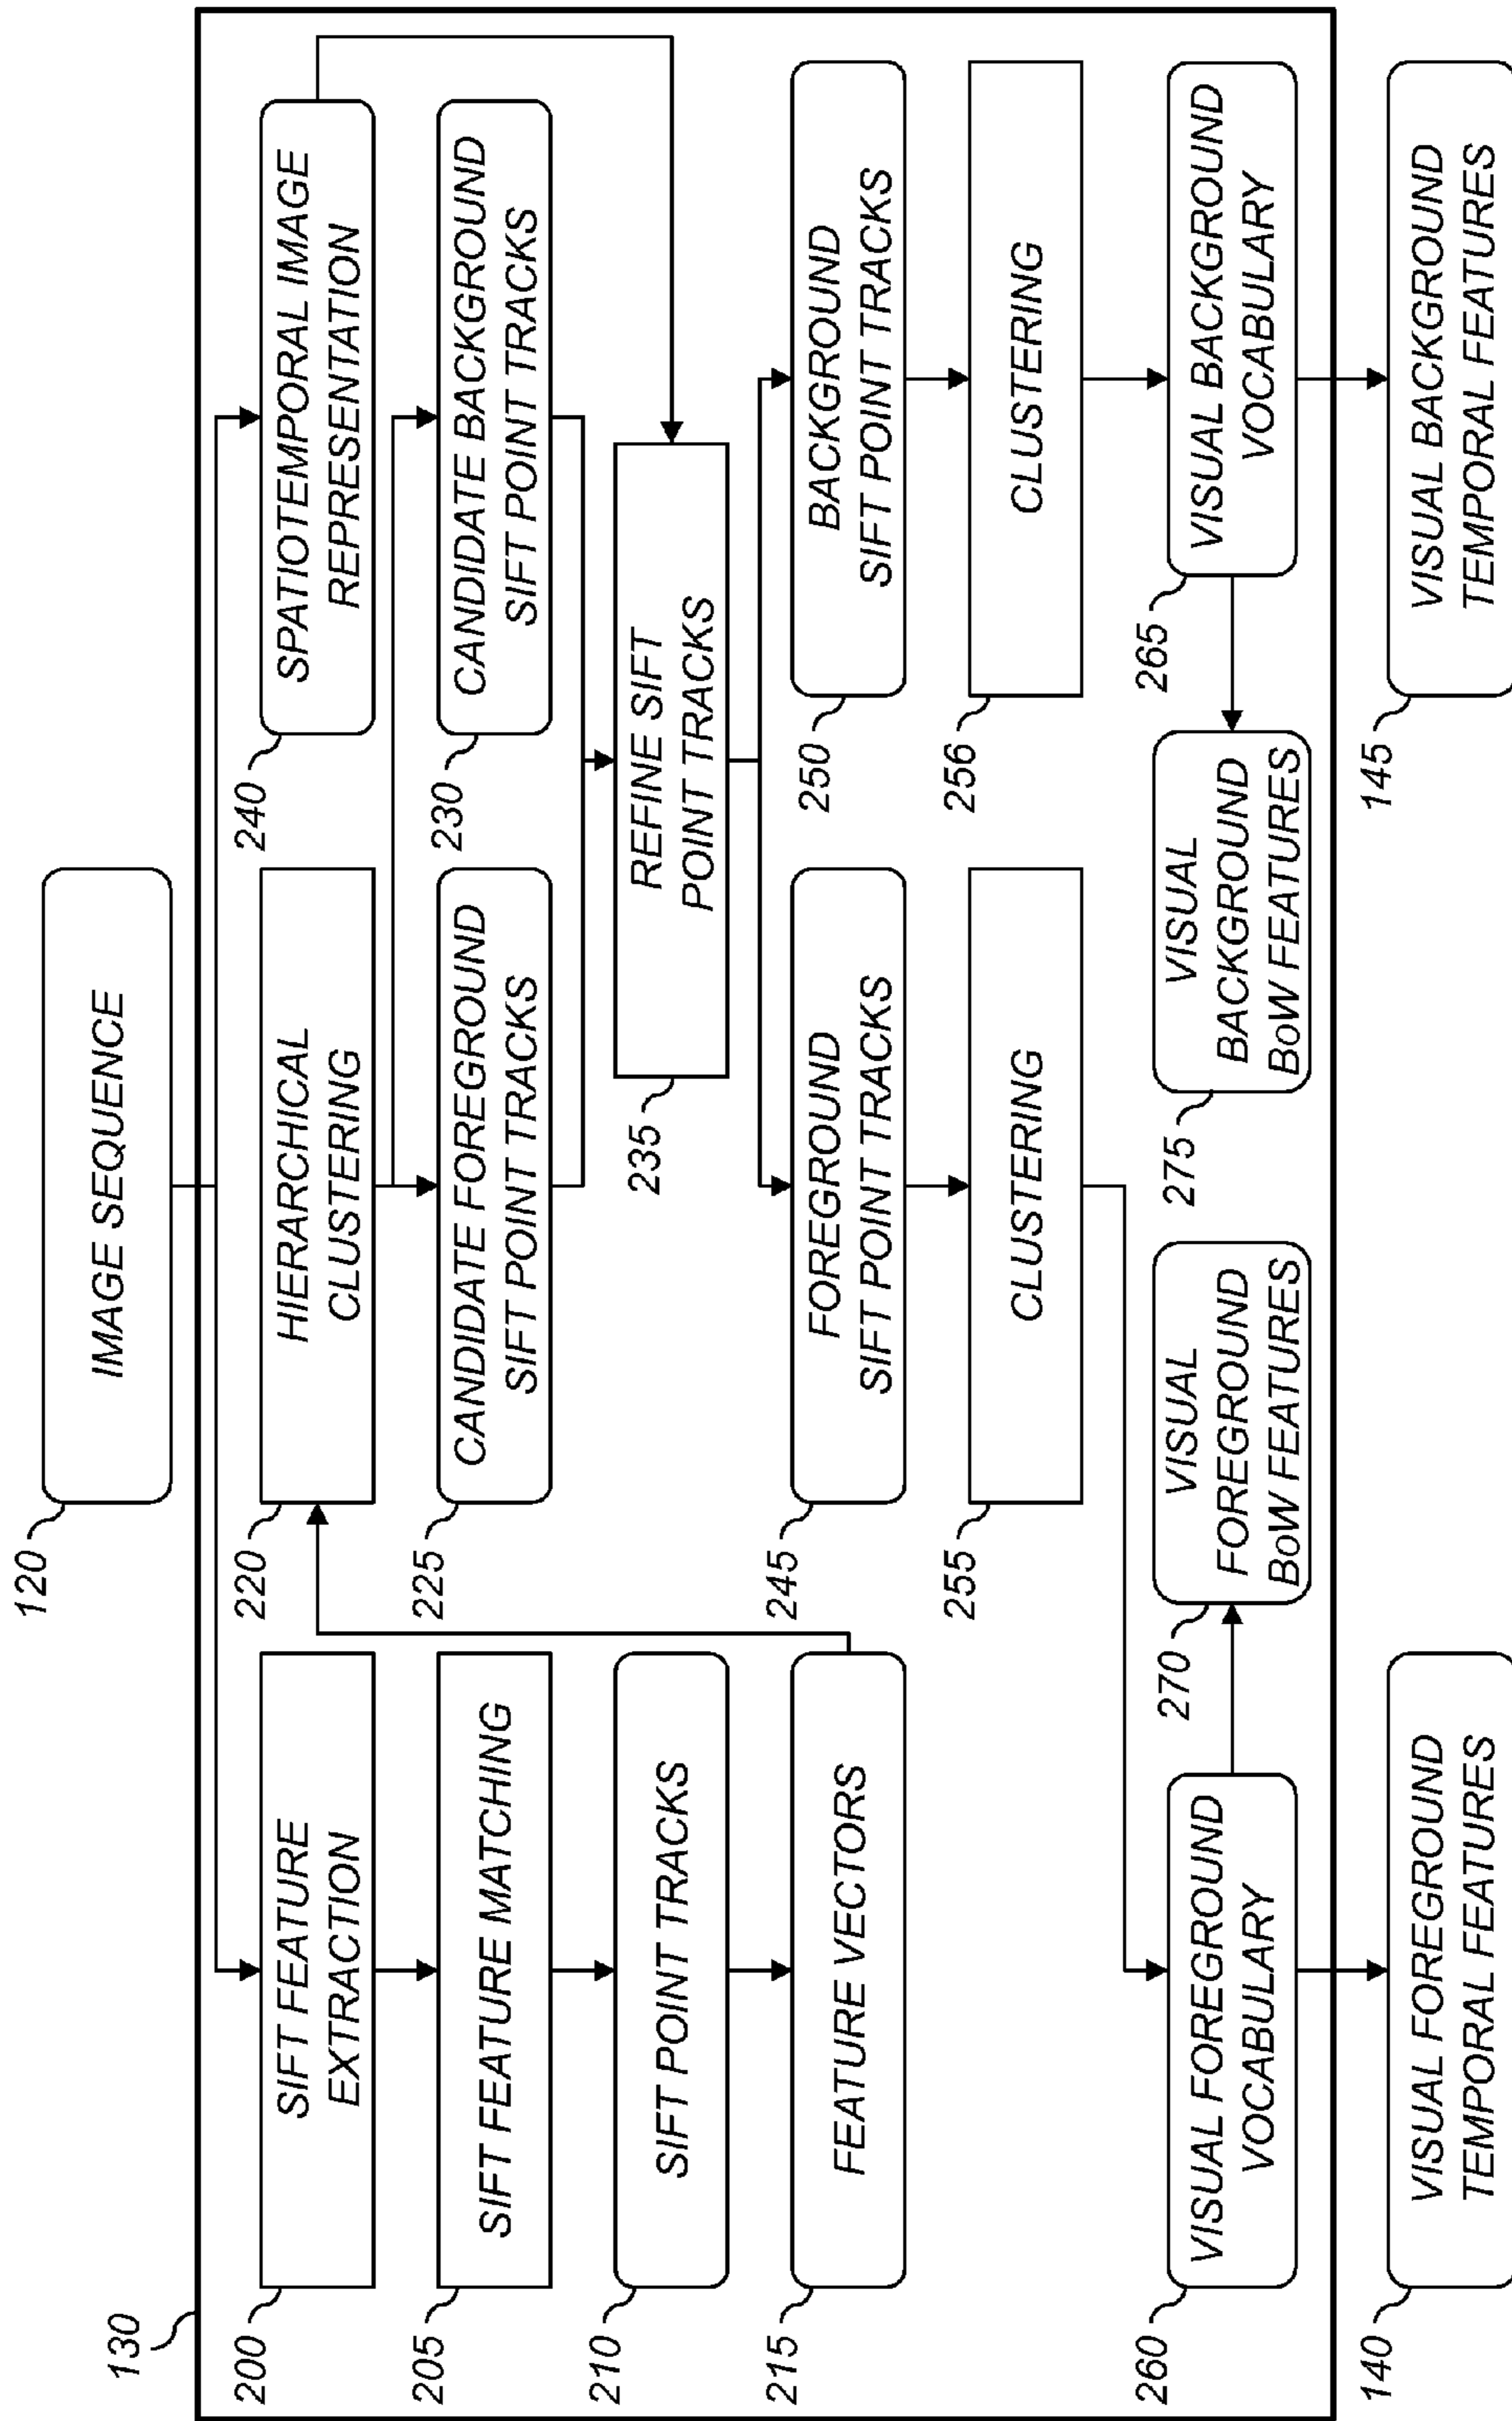 120
IMAGE SEQUENCE
130
200
SIFT FEATURE
EXTRACTION
220
HIERARCHICAL
CLUSTERING
240
SPATIOTEMPORAL IMAGE
REPRESENTATION
205
SIFT FEATURE MATCHING
225
CANDIDATE FOREGROUND
SIFT POINT TRACKS
230
CANDIDATE BACKGROUND
SIFT POINT TRACKS
210
SIFT POINT TRACKS
235
REFINE SIFT
POINT TRACKS
215
FEATURE VECTORS
245
FOREGROUND
SIFT POINT TRACKS
250
BACKGROUND
SIFT POINT TRACKS
255
CLUSTERING
256
CLUSTERING
260
VISUAL FOREGROUND
VOCABULARY
270
VISUAL
FOREGROUND
BoW FEATURES
275
VISUAL
BACKGROUND
BoW FEATURES
265
VISUAL BACKGROUND
VOCABULARY
140
VISUAL FOREGROUND
TEMPORAL FEATURES
145
VISUAL BACKGROUND
TEMPORAL FEATURES